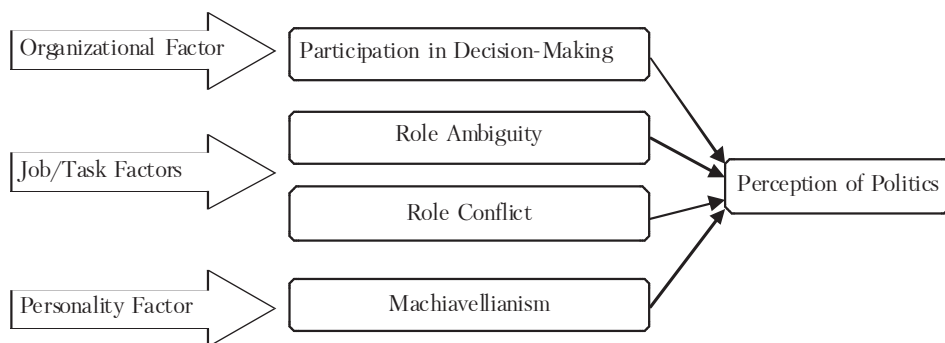 Organizational Factor
Participation in Decision-Making
Role Ambiguity
Job/Task Factors
Role Conflict
Perception of Politics
Personality Factor
Machiavellianism